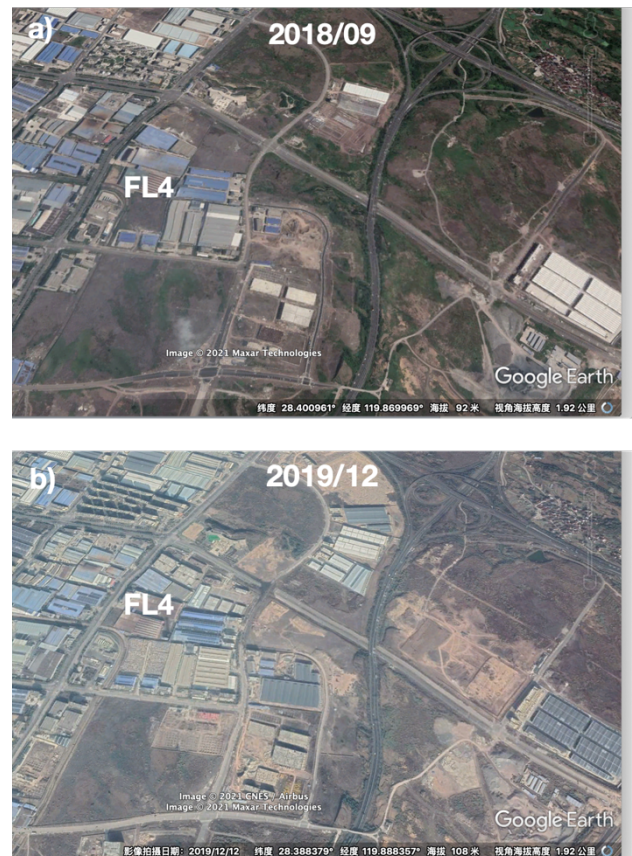 a)
2018/09
FL4
Image © 2021 Maxar Technologies
Google Earth
纬度 28.400961° 经度 119.869969° 海拔 92 米 视角海拔高度 1.92 公里
b)
2019/12
FL4
Image © 2021 CNES / Airbus
Image © 2021 Maxar Technologies
Google Earth
影像拍摄日期: 2019/12/12 纬度 28.388379° 经度 119.888357° 海拔 108 米 视角海拔高度 1.92 公里